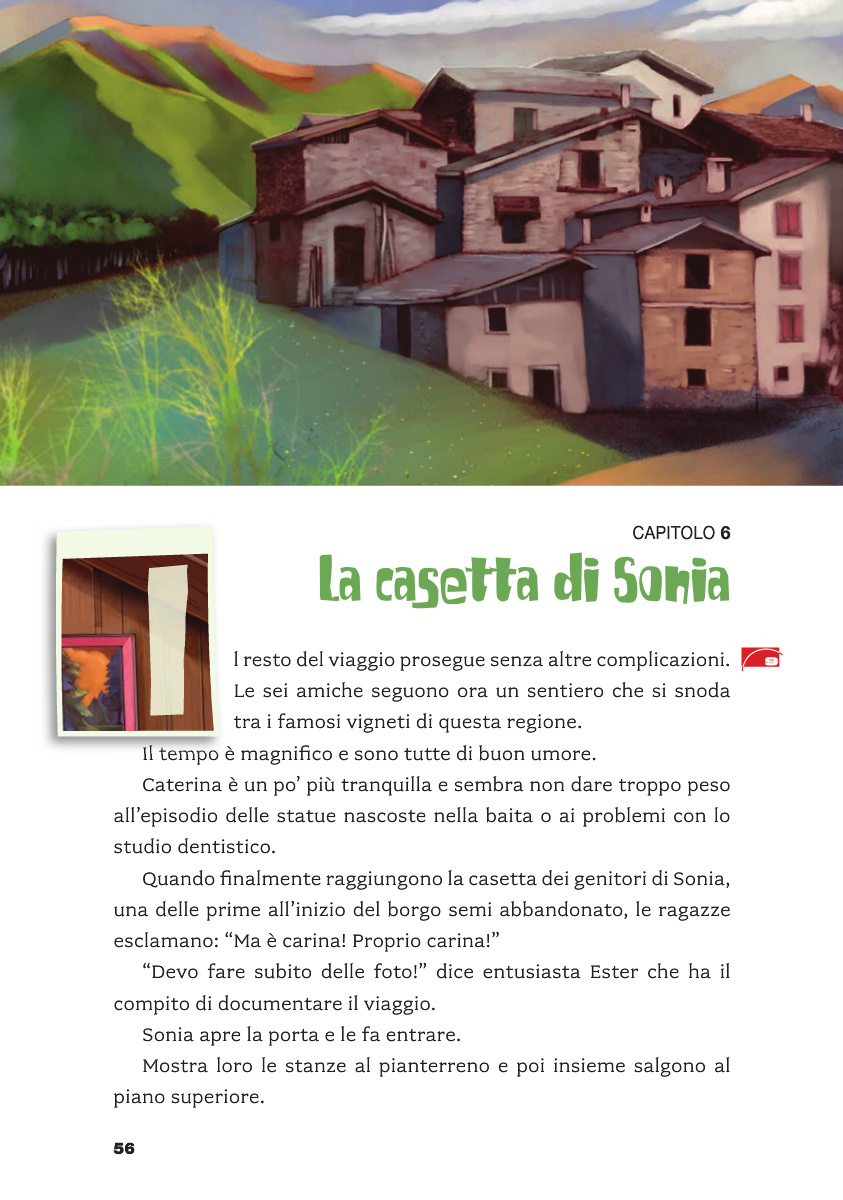 CAPITOLO 6
La casetta di Sonia
Il resto del viaggio prosegue senza altre complicazioni.
Le sei amiche seguono ora un sentiero che si snoda
tra i famosi vigneti di questa regione.
Il tempo è magnifico e sono tutte di buon umore.
Caterina è un po’ più tranquilla e sembra non dare troppo peso
all’episodio delle statue nascoste nella baita o ai problemi con lo
studio dentistico.
Quando finalmente raggiungono la casetta dei genitori di Sonia,
una delle prime all’inizio del borgo semi abbandonato, le ragazze
esclamano: “Ma è carina! Proprio carina!”
“Devo fare subito delle foto!” dice entusiasta Ester che ha il
compito di documentare il viaggio.
Sonia apre la porta e le fa entrare.
Mostra loro le stanze al pianterreno e poi insieme salgono al
piano superiore.
56